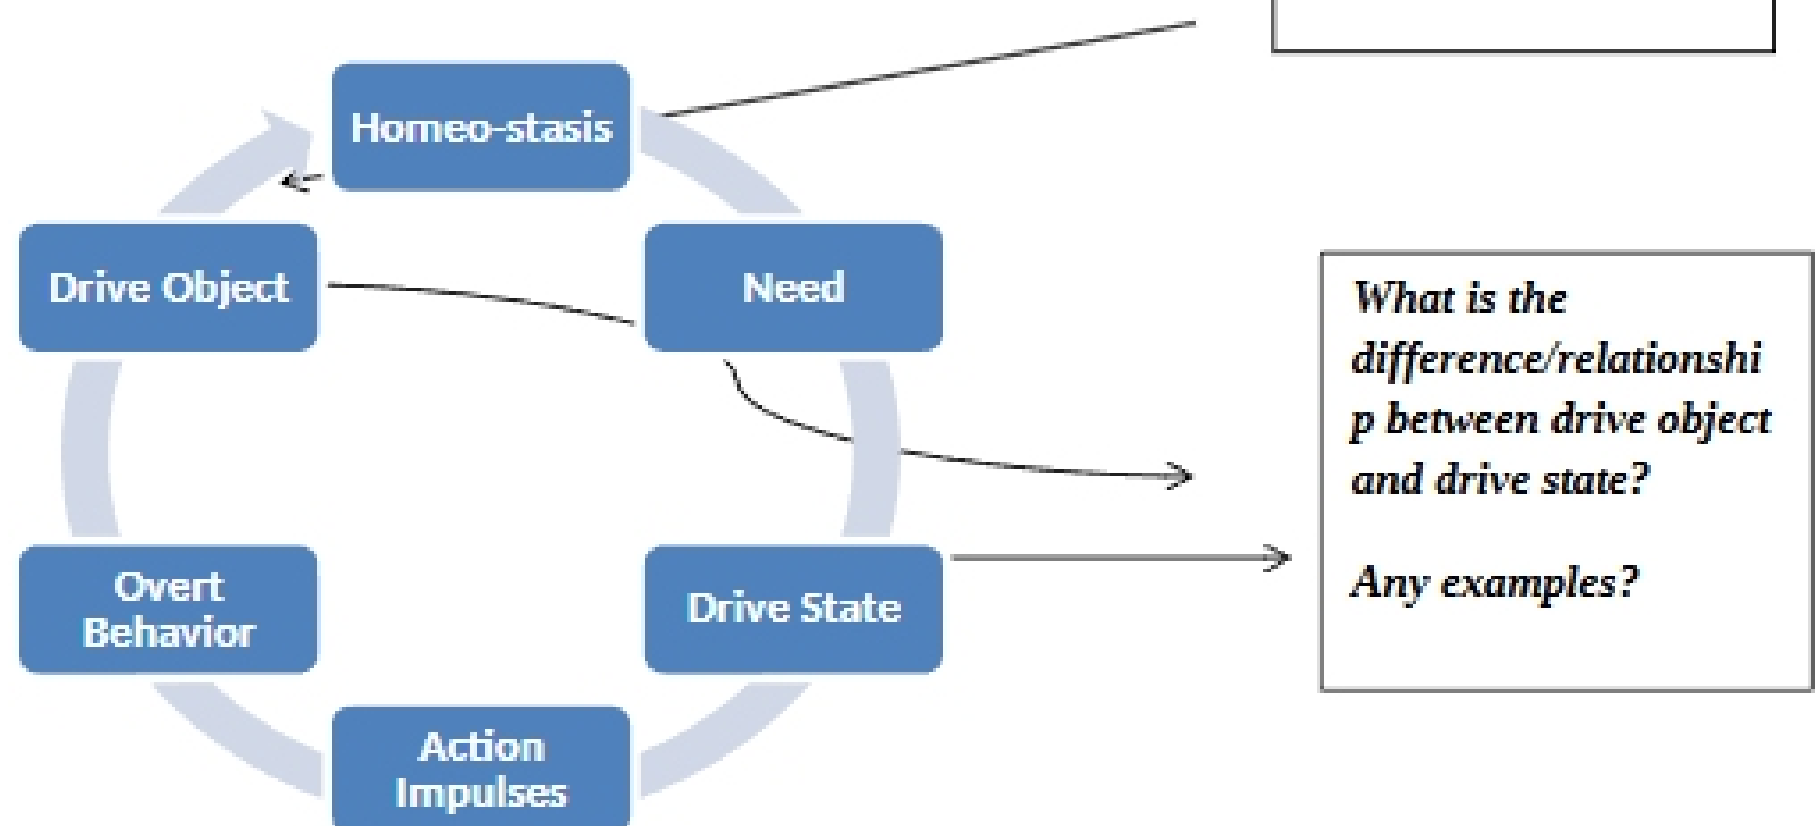 Homeo-stasis
Drive Object
Need
What is the
difference/relationshi
p between drive object
and drive state?
Any examples?
Overt
Behavior
Drive State
Action
Impulses